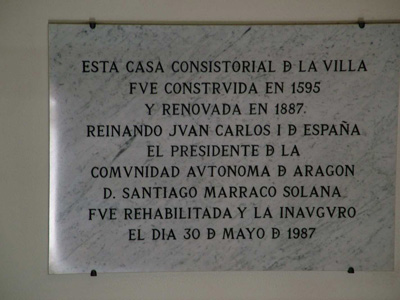 ESTA CASA CONSISTORIAL Đ LA VILLA
FVE CONSTRVIDA EN 1595
Y RENOVADA EN 1887.
REINANDO JVAN CARLOS I Đ ESPAÑA
EL PRESIDENTE Đ LA
COMVNIDAD AVTONOMA Đ ARAGON
D. SANTIAGO MARRACO SOLANA
FVE REHABILITADA Y LA INAVGVRO
EL DIA 30 Đ MAYO Đ 1987